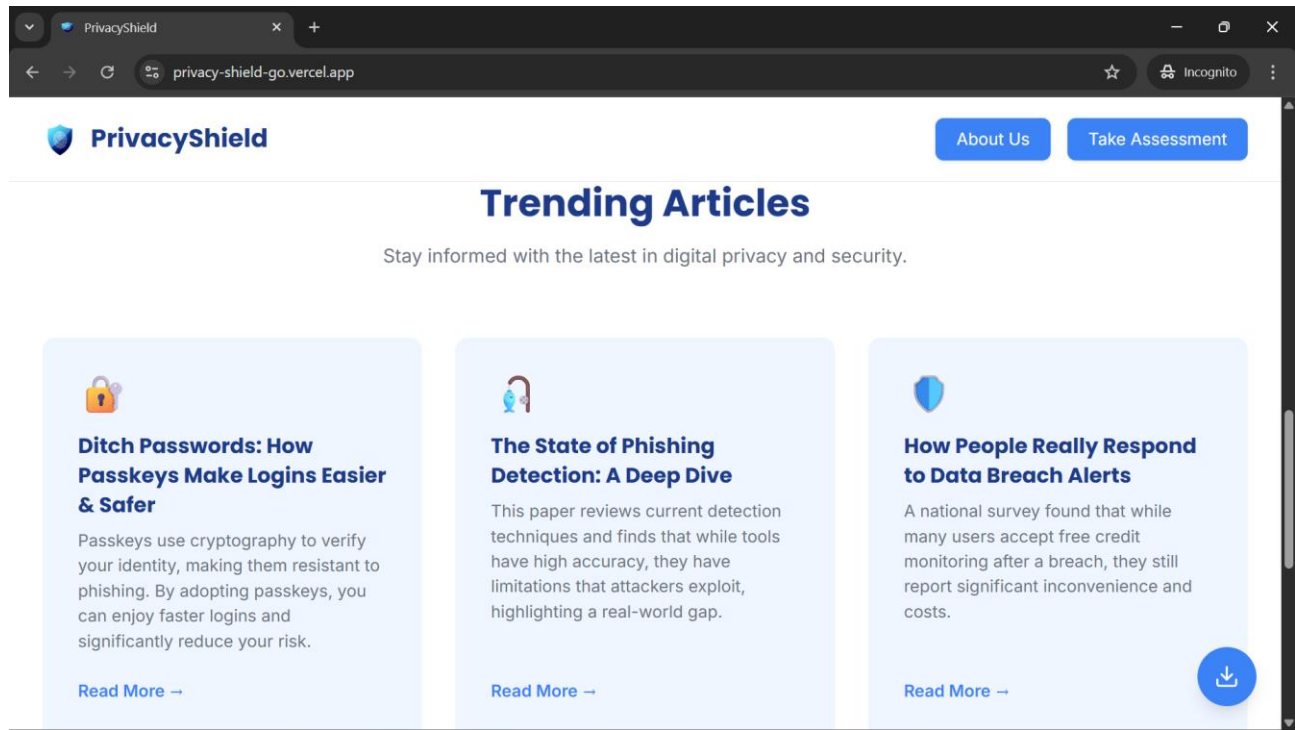 PrivacyShield
privacy-shield-go.vercel.app
Incognito
PrivacyShield
About Us
Take Assessment
Trending Articles
Stay informed with the latest in digital privacy and security.
Ditch Passwords: How
Passkeys Make Logins Easier
& Safer
Passkeys use cryptography to verify
your identity, making them resistant to
phishing. By adopting passkeys, you
can enjoy faster logins and
significantly reduce your risk.
Read More →
The State of Phishing
Detection: A Deep Dive
This paper reviews current detection
techniques and finds that while tools
have high accuracy, they have
limitations that attackers exploit,
highlighting a real-world gap.
Read More →
How People Really Respond
to Data Breach Alerts
A national survey found that while
many users accept free credit
monitoring after a breach, they still
report significant inconvenience and
costs.
Read More →